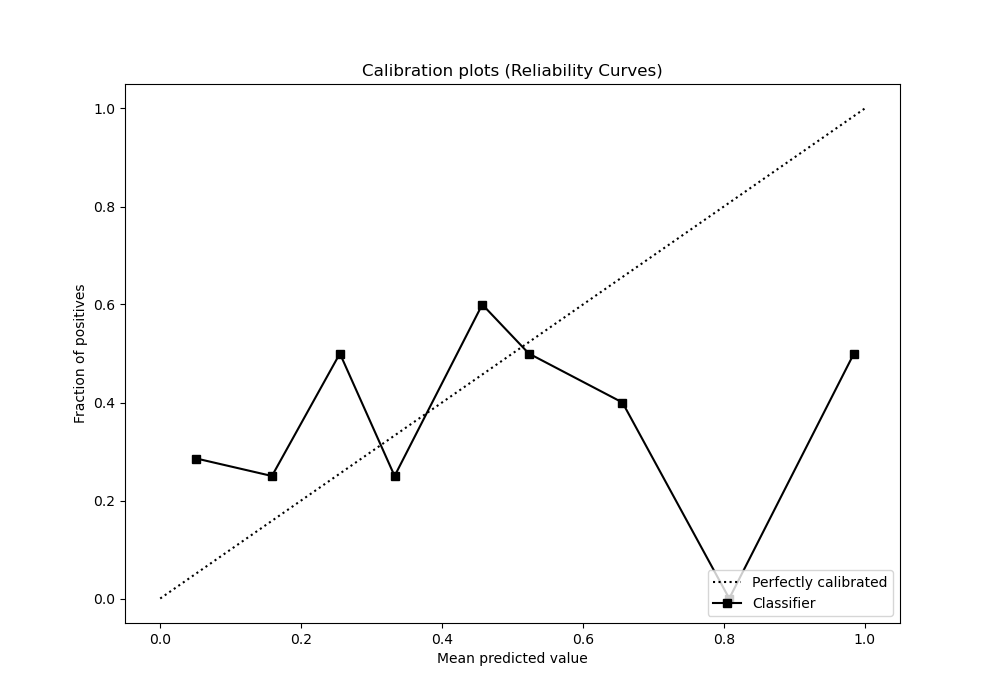 Calibration plots (Reliability Curves)
Fraction of positives
1.0
0.8
0.6
0.4
0.2
0.0
0.0 0.2 0.4 0.6 0.8 1.0
Mean predicted value
Perfectly calibrated
Classifier